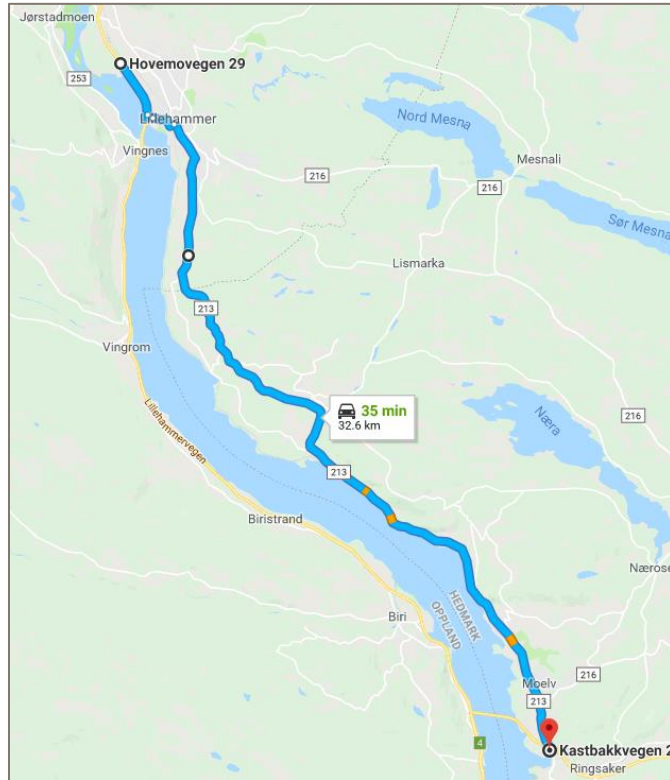 Jørstadmoen
Hovemovegen 29
253
Lillehammer
Vingnes
Nord Mesna
Mesnali
216
216
Sør Mesna
Lismarka
213
Vingrom
35 min
32.6 km
Næra
216
Lillehammervegen
213
Biristrand
Nærose
HEDMARK
OPPLAND
Biri
Moelv
216
213
4
Kastbakkvegen 2
Ringsaker